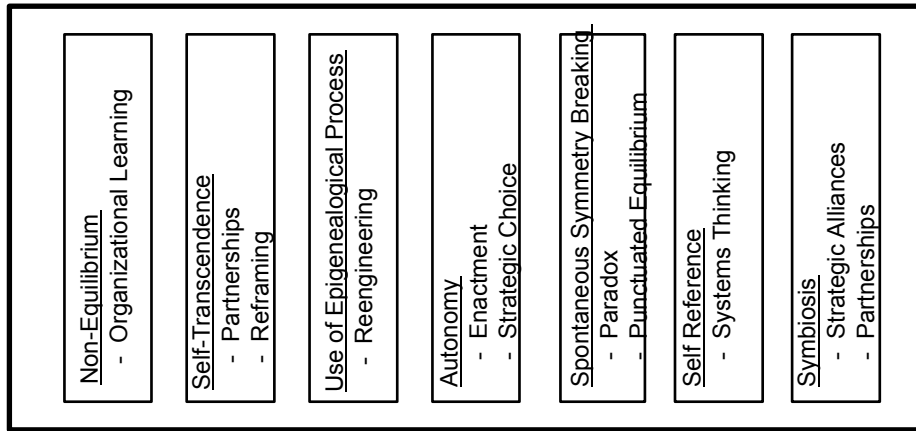 Non-Equilibrium
- Organizational Learning
Self-Transcendence
- Partnerships
- Reframing
Use of Epigenealogical Process
- Reengineering
Autonomy
- Enactment
- Strategic Choice
Spontaneous Symmetry Breaking
- Paradox
- Punctuated Equilibrium
Self Reference
- Systems Thinking
Symbiosis
- Strategic Alliances
- Partnerships